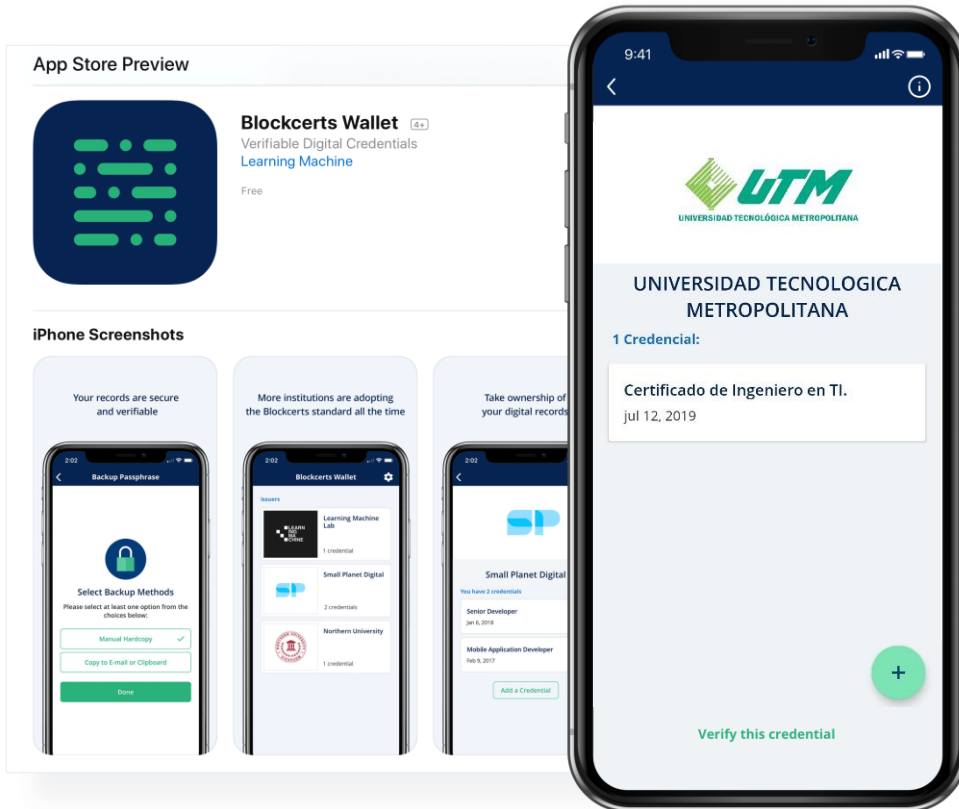 App Store Preview
Blockcerts Wallet 4+
Verifiable Digital Credentials
Learning Machine
Free
iPhone Screenshots
Your records are secure
and verifiable
2:02
Backup Passphrase
Select Backup Methods
Please select at least one option from the
choices below:
Manual Hardcopy
Copy to E-mail or Clipboard
Done
More institutions are adopting
the Blockcerts standard all the time
2:02
Blockcerts Wallet
Issuers
LEARN
ING
MA
CHINE
Learning Machine
Lab
1 credential
Small Planet Digital
2 credentials
Northern University
1 credential
Take ownership of
your digital records
2:02
SP
Small Planet Digital
You have 2 credentials
Senior Developer
Jan 6, 2018
Mobile Application Developer
Feb 9, 2017
Add a Credential
9:41
UTM
UNIVERSIDAD TECNOLÓGICA METROPOLITANA
UNIVERSIDAD TECNOLOGICA
METROPOLITANA
1 Credencial:
Certificado de Ingeniero en TI.
jul 12, 2019
+
Verify this credential